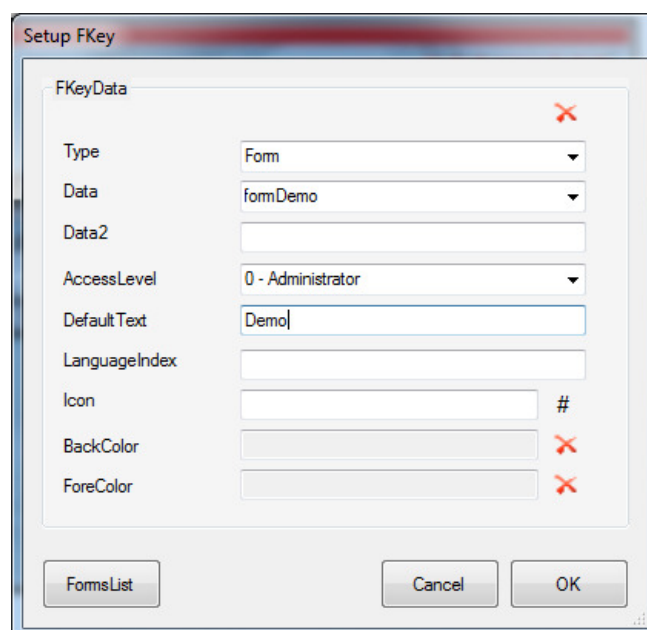 Setup FKey
FKeyData
Type Form
Data formDemo
Data2
AccessLevel 0 - Administrator
DefaultText Demo
LanguageIndex
Icon #
BackColor
ForeColor
FormsList Cancel OK